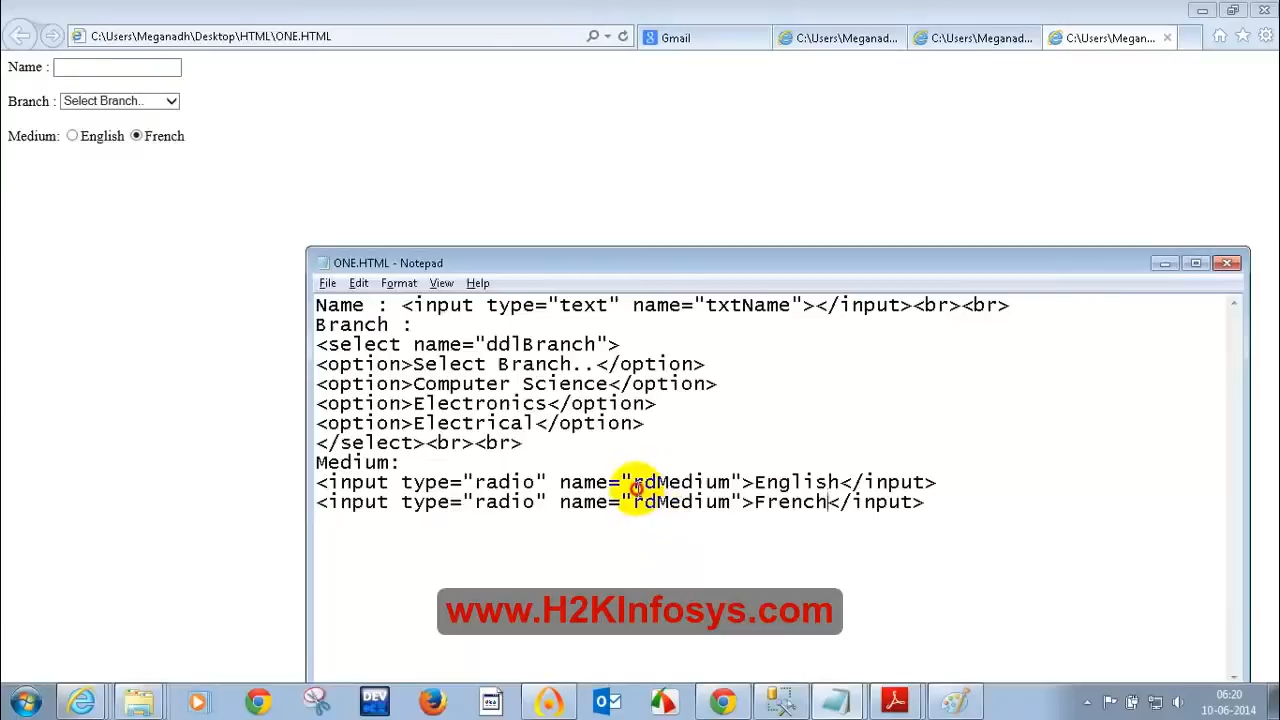 C:\Users\Meganadh\Desktop\HTML\ONE.HTML
Gmail
C:\Users\Meganad...
C:\Users\Meganad...
C:\Users\Megan...
Name :
Branch : Select Branch..
Medium: English French
ONE.HTML - Notepad
File Edit Format View Help
Name : <input type="text" name="txtName"></input><br><br>
Branch :
<select name="ddlBranch">
<option>Select Branch..</option>
<option>Computer Science</option>
<option>Electronics</option>
<option>Electrical</option>
</select><br><br>
Medium:
<input type="radio" name="rdMedium">English</input>
<input type="radio" name="rdMedium">French</input>
www.H2KInfosys.com
DEV
06:20
10-06-2014